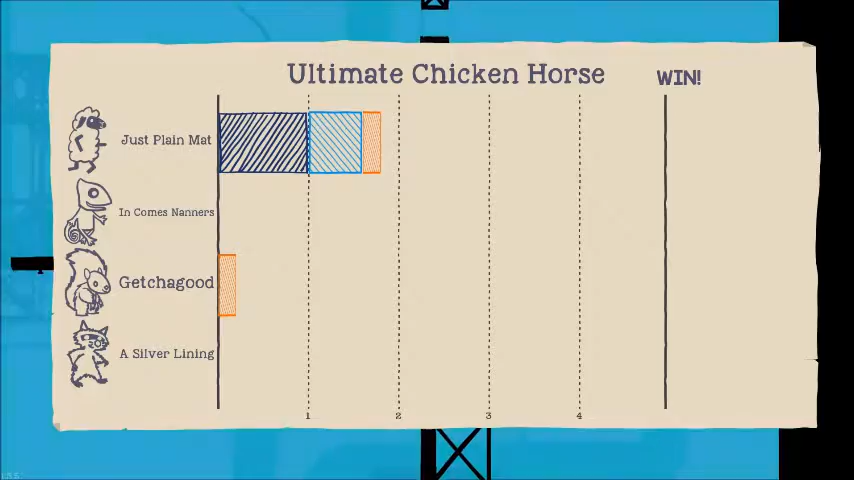 Ultimate Chicken Horse
WIN!
Just Plain Mat
In Comes Nanners
Getchagood
A Silver Lining
1 2 3 4